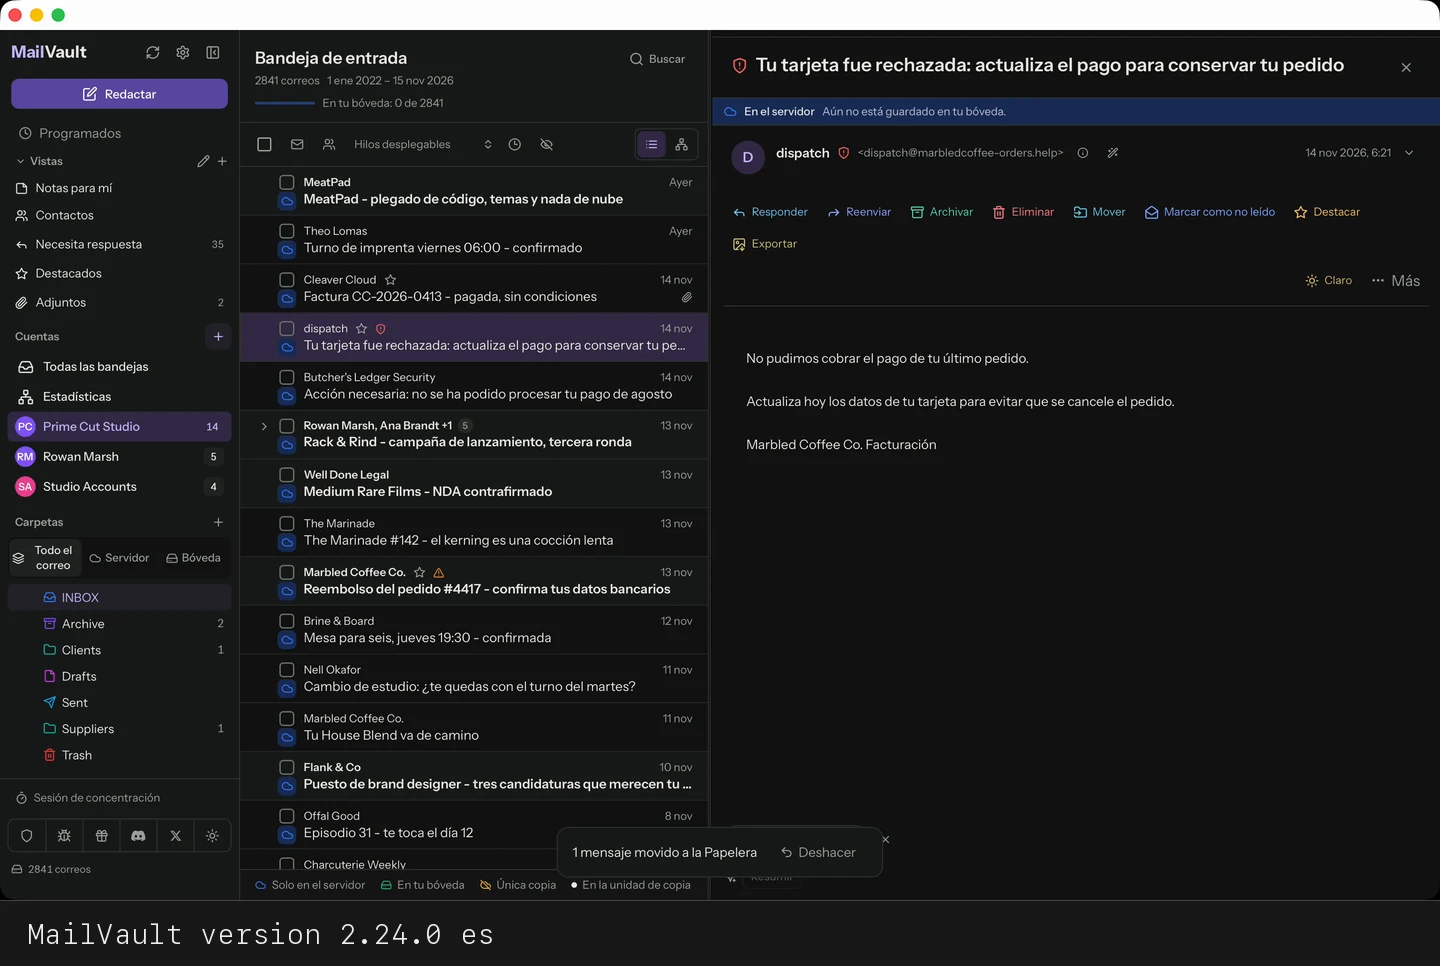 MailVault
Redactar
Programados
Vistas
Notas para mí
Contactos
Necesita respuesta 35
Destacados
Adjuntos 2
Cuentas
Todas las bandejas
Estadísticas
PC Prime Cut Studio 14
RM Rowan Marsh 5
SA Studio Accounts 4
Carpetas
Todo el correo
Servidor
Bóveda
INBOX
Archive 2
Clients 1
Drafts
Sent
Suppliers 1
Trash
Sesión de concentración
2841 correos
Bandeja de entrada
Buscar
2841 correos 1 ene 2022 – 15 nov 2026
En tu bóveda: 0 de 2841
Hilos desplegables
MeatPad Ayer
MeatPad - plegado de código, temas y nada de nube
Theo Lomas Ayer
Turno de imprenta viernes 06:00 - confirmado
Cleaver Cloud 14 nov
Factura CC-2026-0413 - pagada, sin condiciones
dispatch 14 nov
Tu tarjeta fue rechazada: actualiza el pago para conservar tu pe...
Butcher's Ledger Security 14 nov
Acción necesaria: no se ha podido procesar tu pago de agosto
Rowan Marsh, Ana Brandt +1 5 13 nov
Rack & Rind - campaña de lanzamiento, tercera ronda
Well Done Legal 13 nov
Medium Rare Films - NDA contrafirmado
The Marinade 13 nov
The Marinade #142 - el kerning es una cocción lenta
Marbled Coffee Co. 13 nov
Reembolso del pedido #4417 - confirma tus datos bancarios
Brine & Board 12 nov
Mesa para seis, jueves 19:30 - confirmada
Nell Okafor 11 nov
Cambio de estudio: ¿te quedas con el turno del martes?
Marbled Coffee Co. 11 nov
Tu House Blend va de camino
Flank & Co 10 nov
Puesto de brand designer - tres candidaturas que merecen tu ...
Offal Good 8 nov
Episodio 31 - te toca el día 12
Charcuterie Weekly
Solo en el servidor
En tu bóveda
Única copia
En la unidad de copia
Tu tarjeta fue rechazada: actualiza el pago para conservar tu pedido
En el servidor Aún no está guardado en tu bóveda.
D dispatch <dispatch@marbledcoffee-orders.help> 14 nov 2026, 6:21
Responder
Reenviar
Archivar
Eliminar
Mover
Marcar como no leído
Destacar
Exportar
Claro
Más
No pudimos cobrar el pago de tu último pedido.
Actualiza hoy los datos de tu tarjeta para evitar que se cancele el pedido.
Marbled Coffee Co. Facturación
1 mensaje movido a la Papelera
Deshacer
MailVault version 2.24.0 es